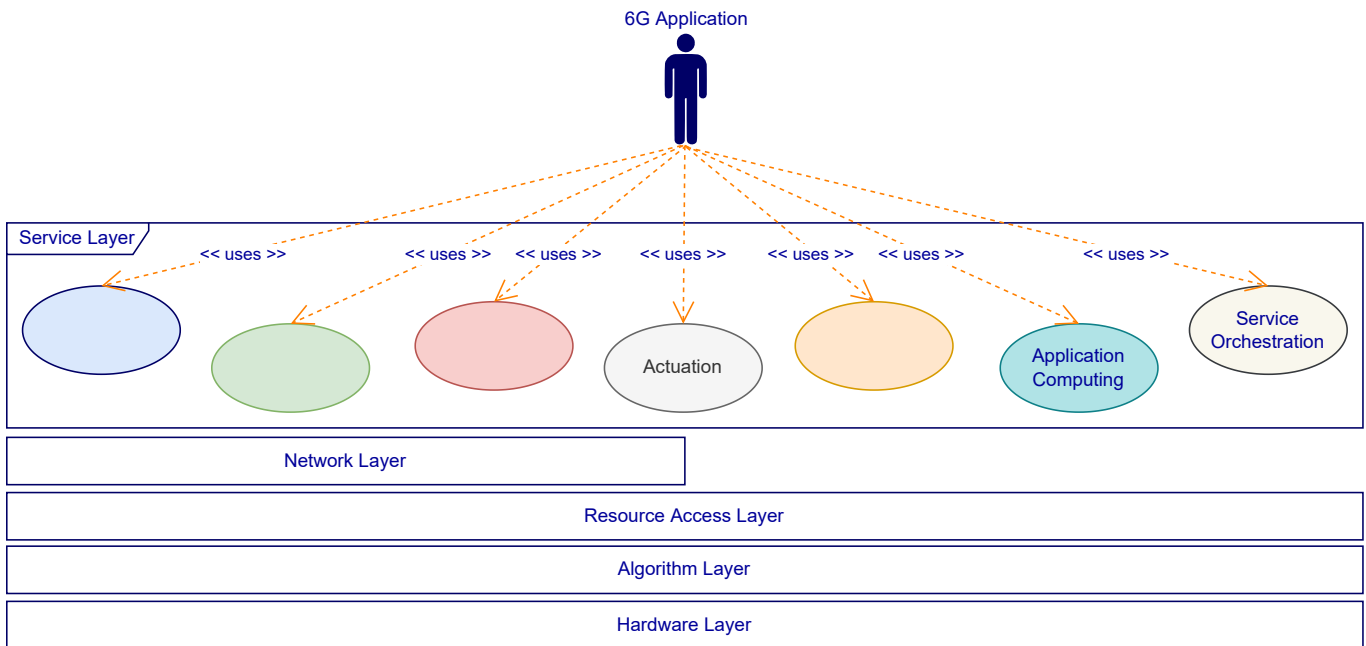 6G Application
Service Layer
<< uses >>
<< uses >>
<< uses >>
<< uses >>
<< uses >>
<< uses >>
<< uses >>
Actuation
Application
Computing
Service
Orchestration
Network Layer
Resource Access Layer
Algorithm Layer
Hardware Layer